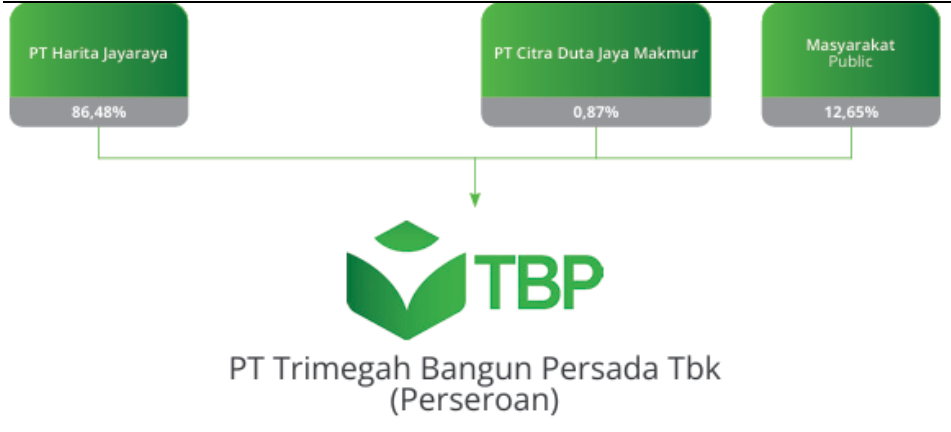 PT Harita Jayaraya
86,48%
PT Citra Duta Jaya Makmur
0,87%
Masyarakat
Public
12,65%
TBP
PT Trimegah Bangun Persada Tbk
(Perseroan)